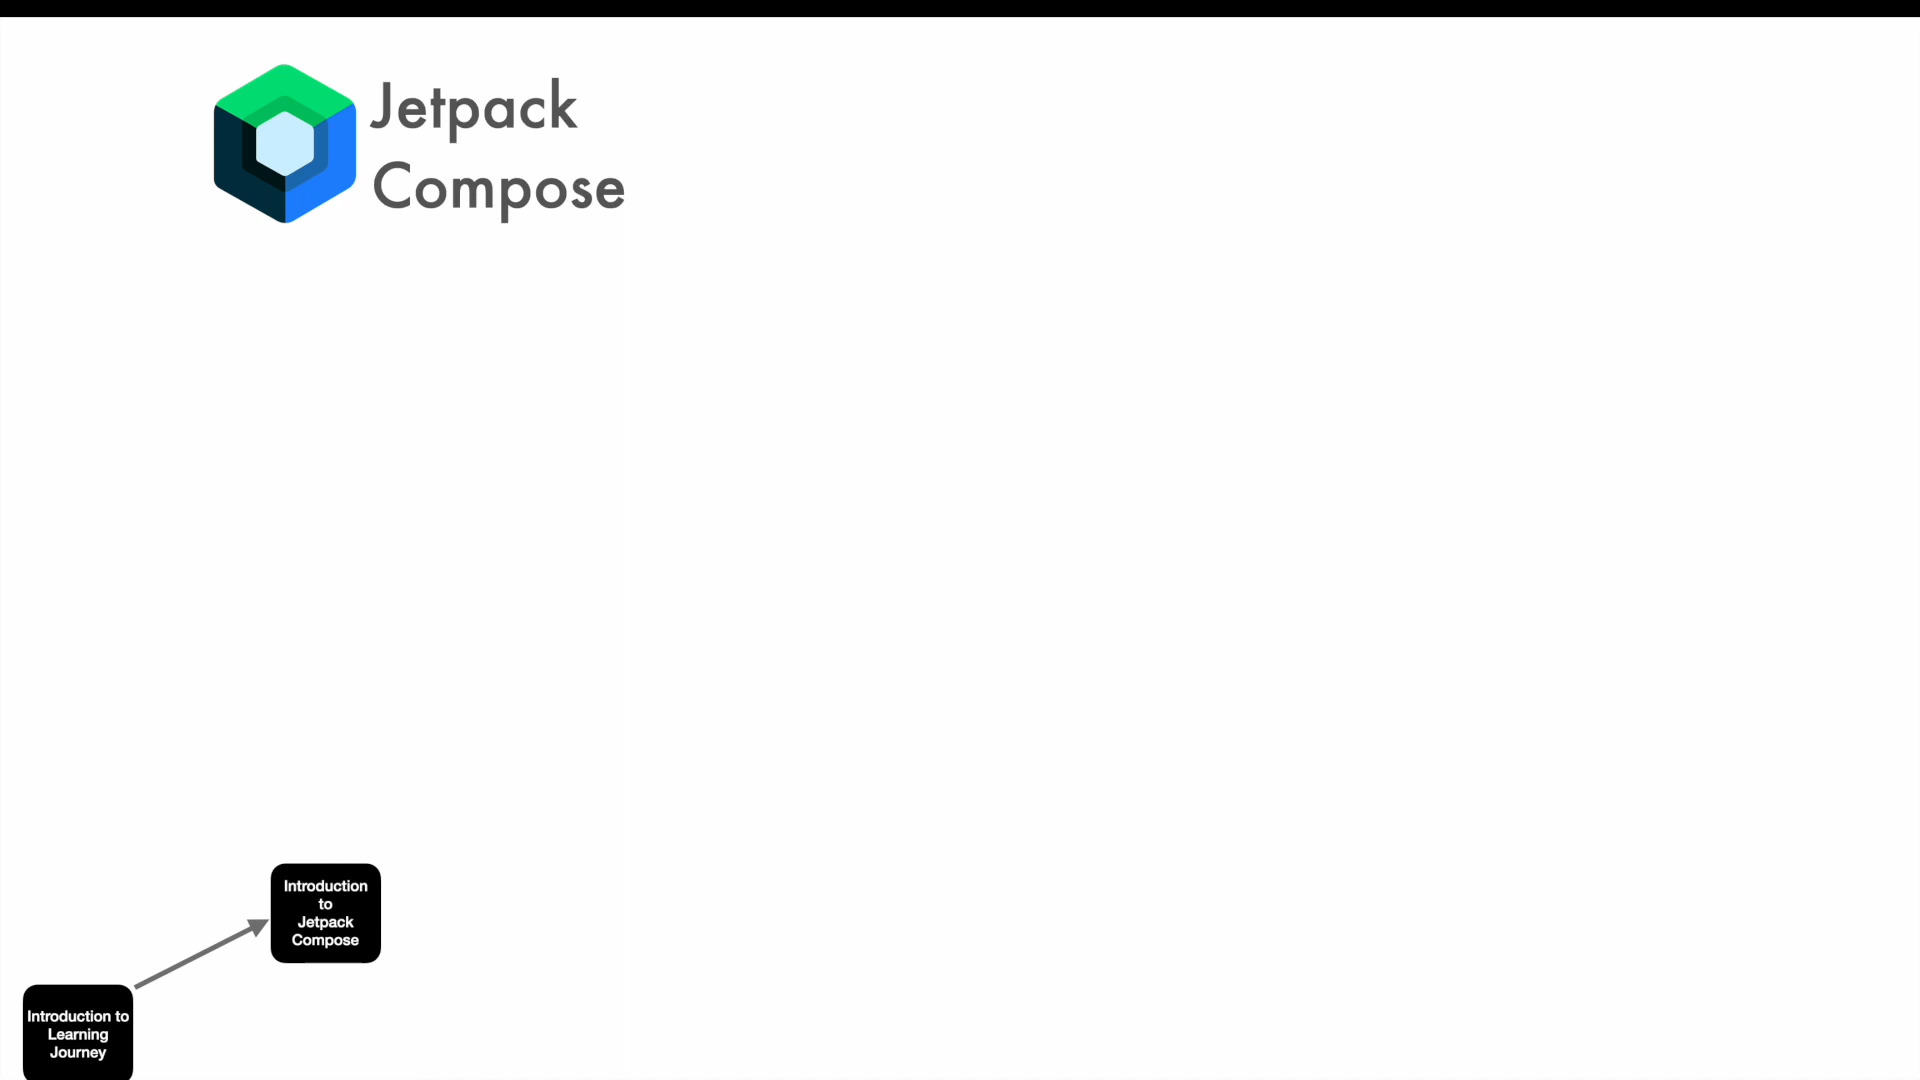 Jetpack
Compose
Introduction
to
Jetpack
Compose
Introduction to
Learning
Journey